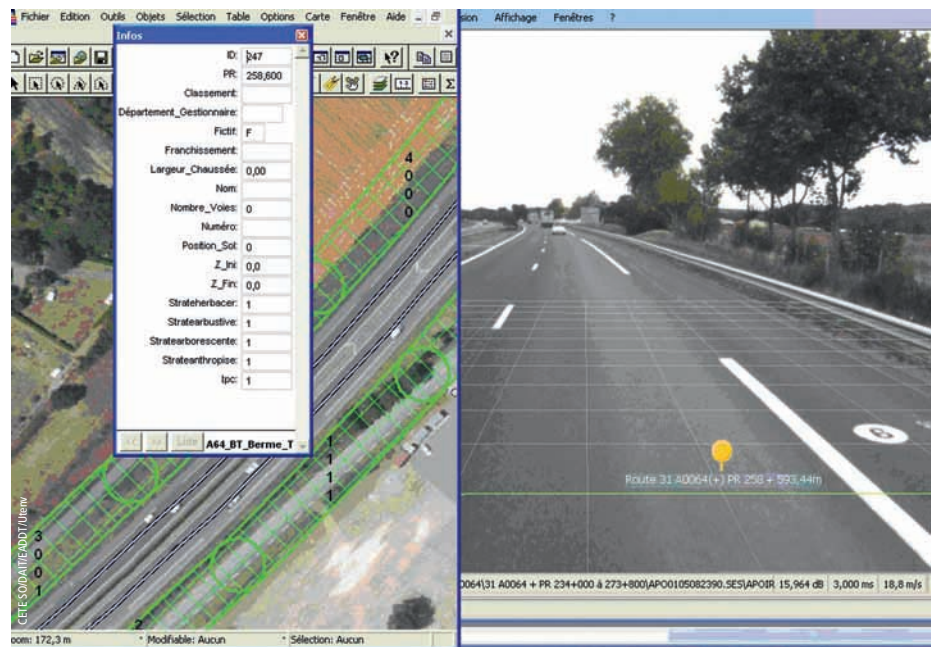 Fichier Edition Outils Objets Sélection Table Options Carte Fenêtre Aide
Infos
ID: 247
PR: 258,600
Classement:
Département_Gestionnaire:
Fictif: F
Franchissement:
Largeur_Chaussée: 0,00
Nom:
Nombre_Voies: 0
Numéro:
Position_Sol: 0
Z_Ini: 0,0
Z_Fin: 0,0
Strateherbacer: 1
Stratearbustive: 1
Stratearborescente: 1
Strateanthropise: 1
Ipc: 1
<< >> Liste A64_BT_Berme_T
4
0
0
0
1
1
1
1
3
0
0
1
2
CETE SO/DAIT/EADDT/Utenv
oom: 172,3 m
Modifiable: Aucun
Sélection: Aucun
sion Affichage Fenêtres ?
Route 31 A0064(+) PR 258 + 593,44m
0064\31 A0064 + PR 234+000 à 273+800\APO0105082390.SES\APOIR 15,964 dB 3,000 ms 18,8 m/s